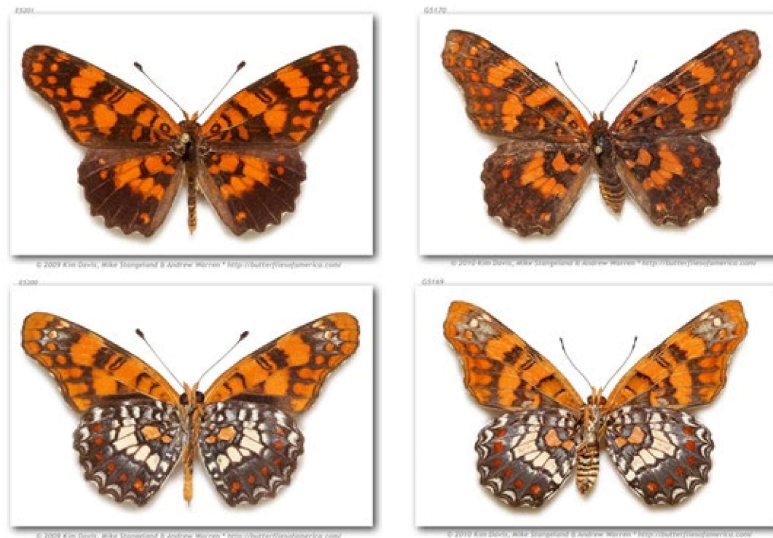 E5201
G5170
© 2009 Kim Davis, Mike Stangeland & Andrew Warren * http://butterfliesofamerica.com/
© 2010 Kim Davis, Mike Stangeland & Andrew Warren * http://butterfliesofamerica.com/
E5200
G5169
© 2009 Kim Davis, Mike Stangeland & Andrew Warren * http://butterfliesofamerica.com/
© 2010 Kim Davis, Mike Stangeland & Andrew Warren * http://butterfliesofamerica.com/